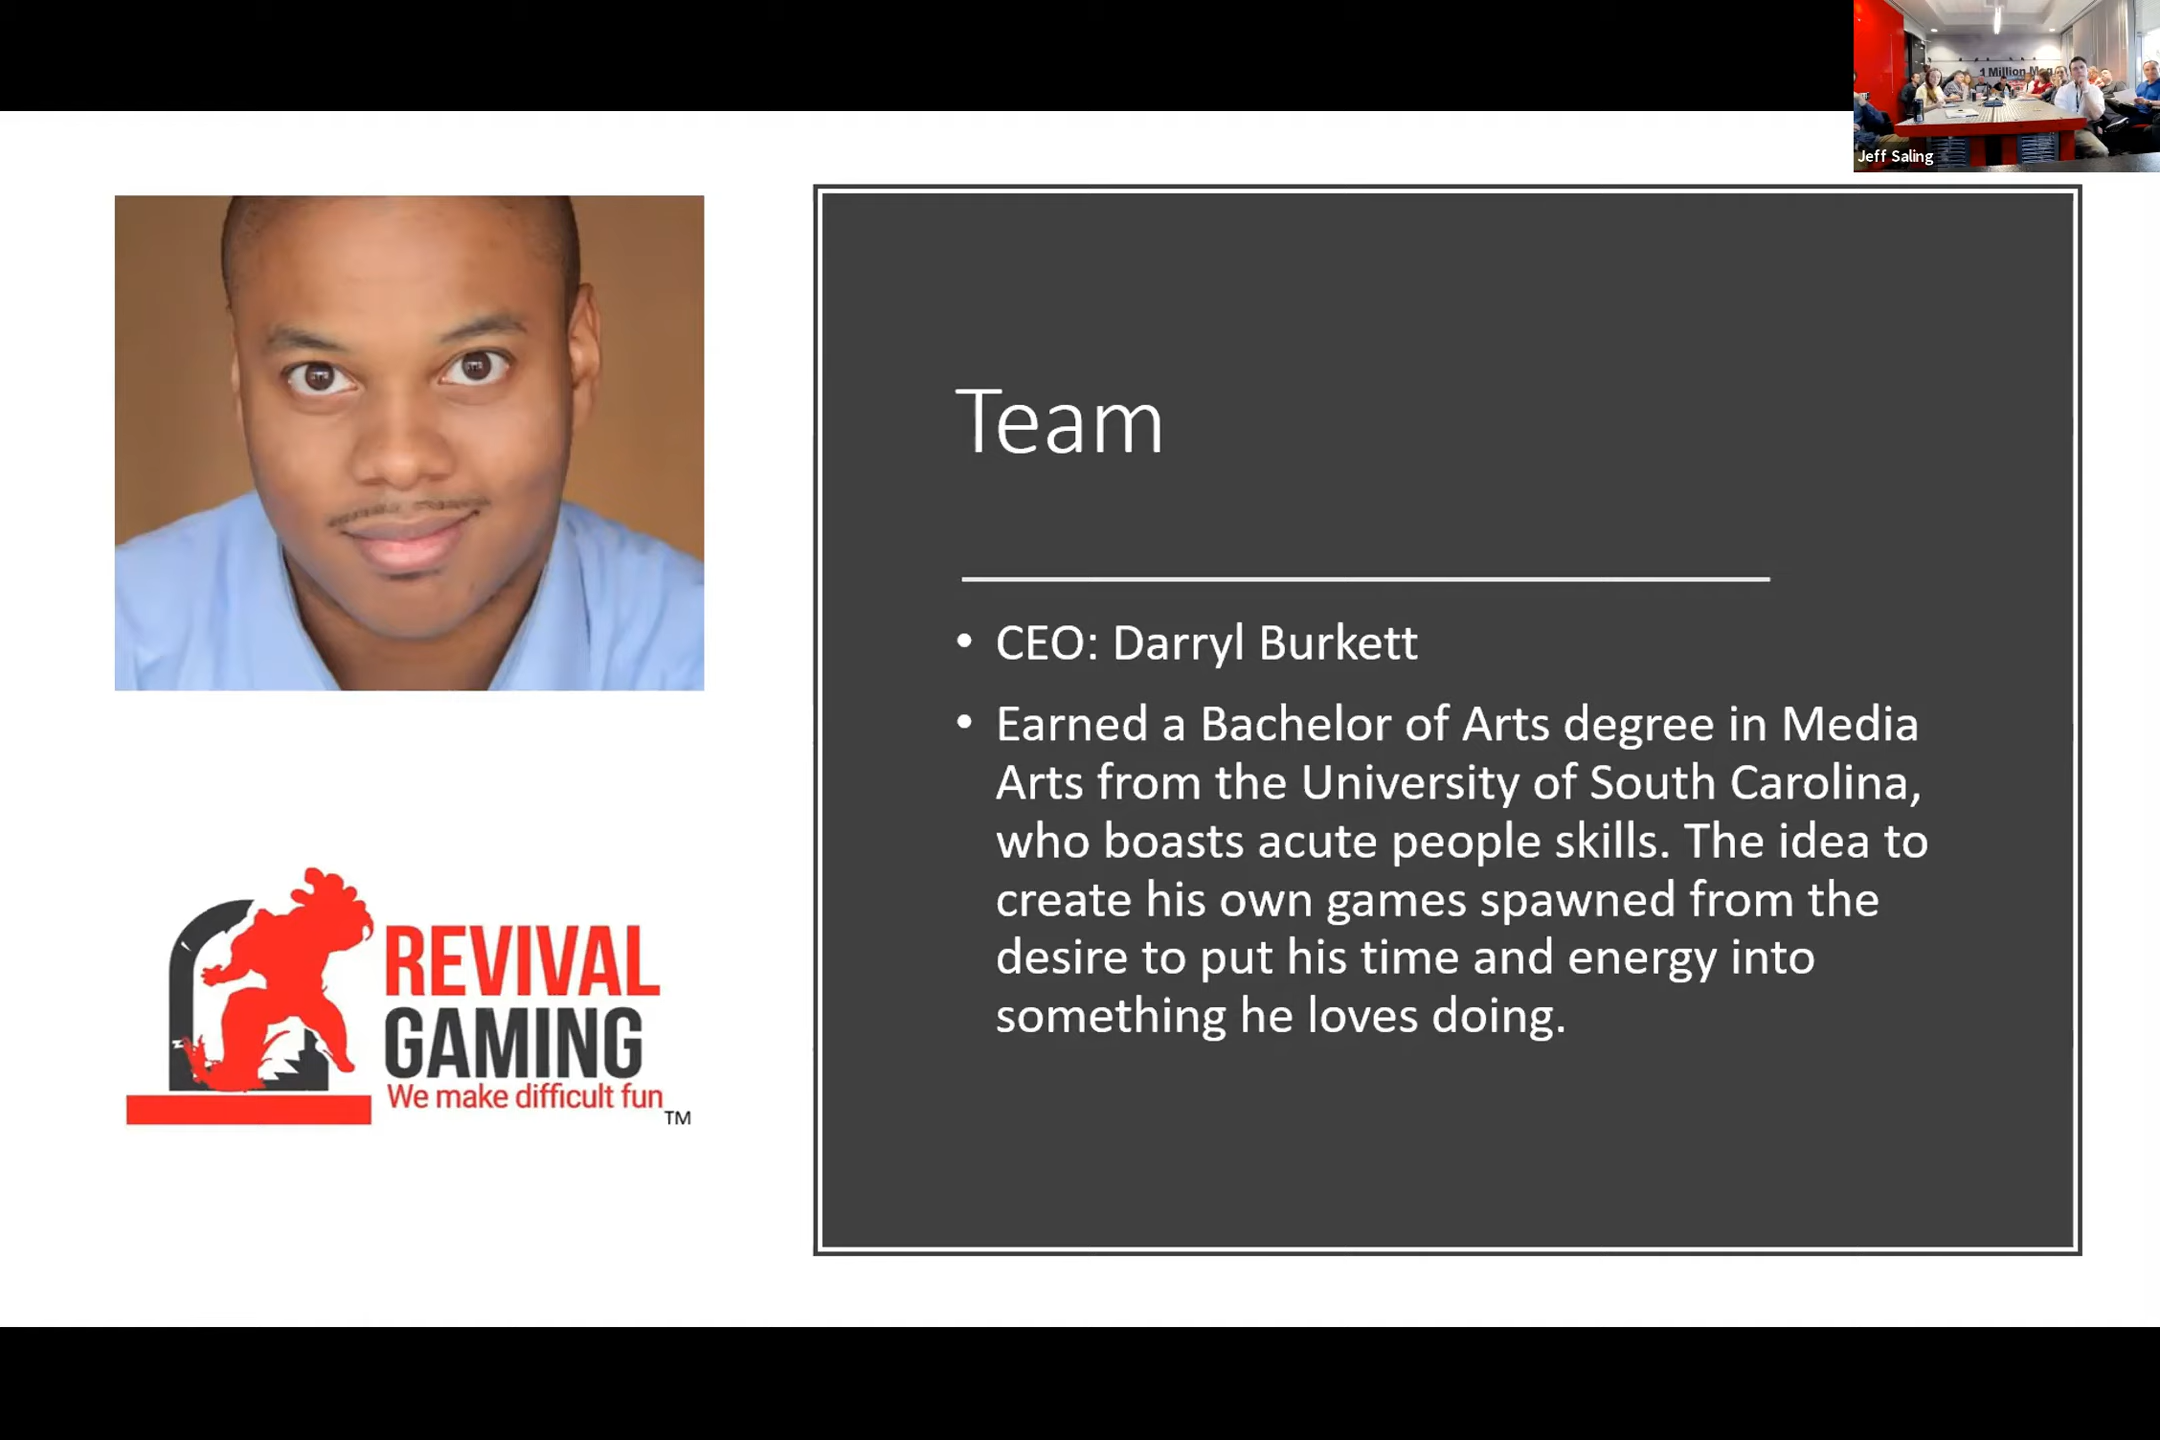 1 Million
Jeff Saling
Team
• CEO: Darryl Burkett
• Earned a Bachelor of Arts degree in Media
Arts from the University of South Carolina,
who boasts acute people skills. The idea to
create his own games spawned from the
desire to put his time and energy into
something he loves doing.
REVIVAL
GAMING
We make difficult fun
TM